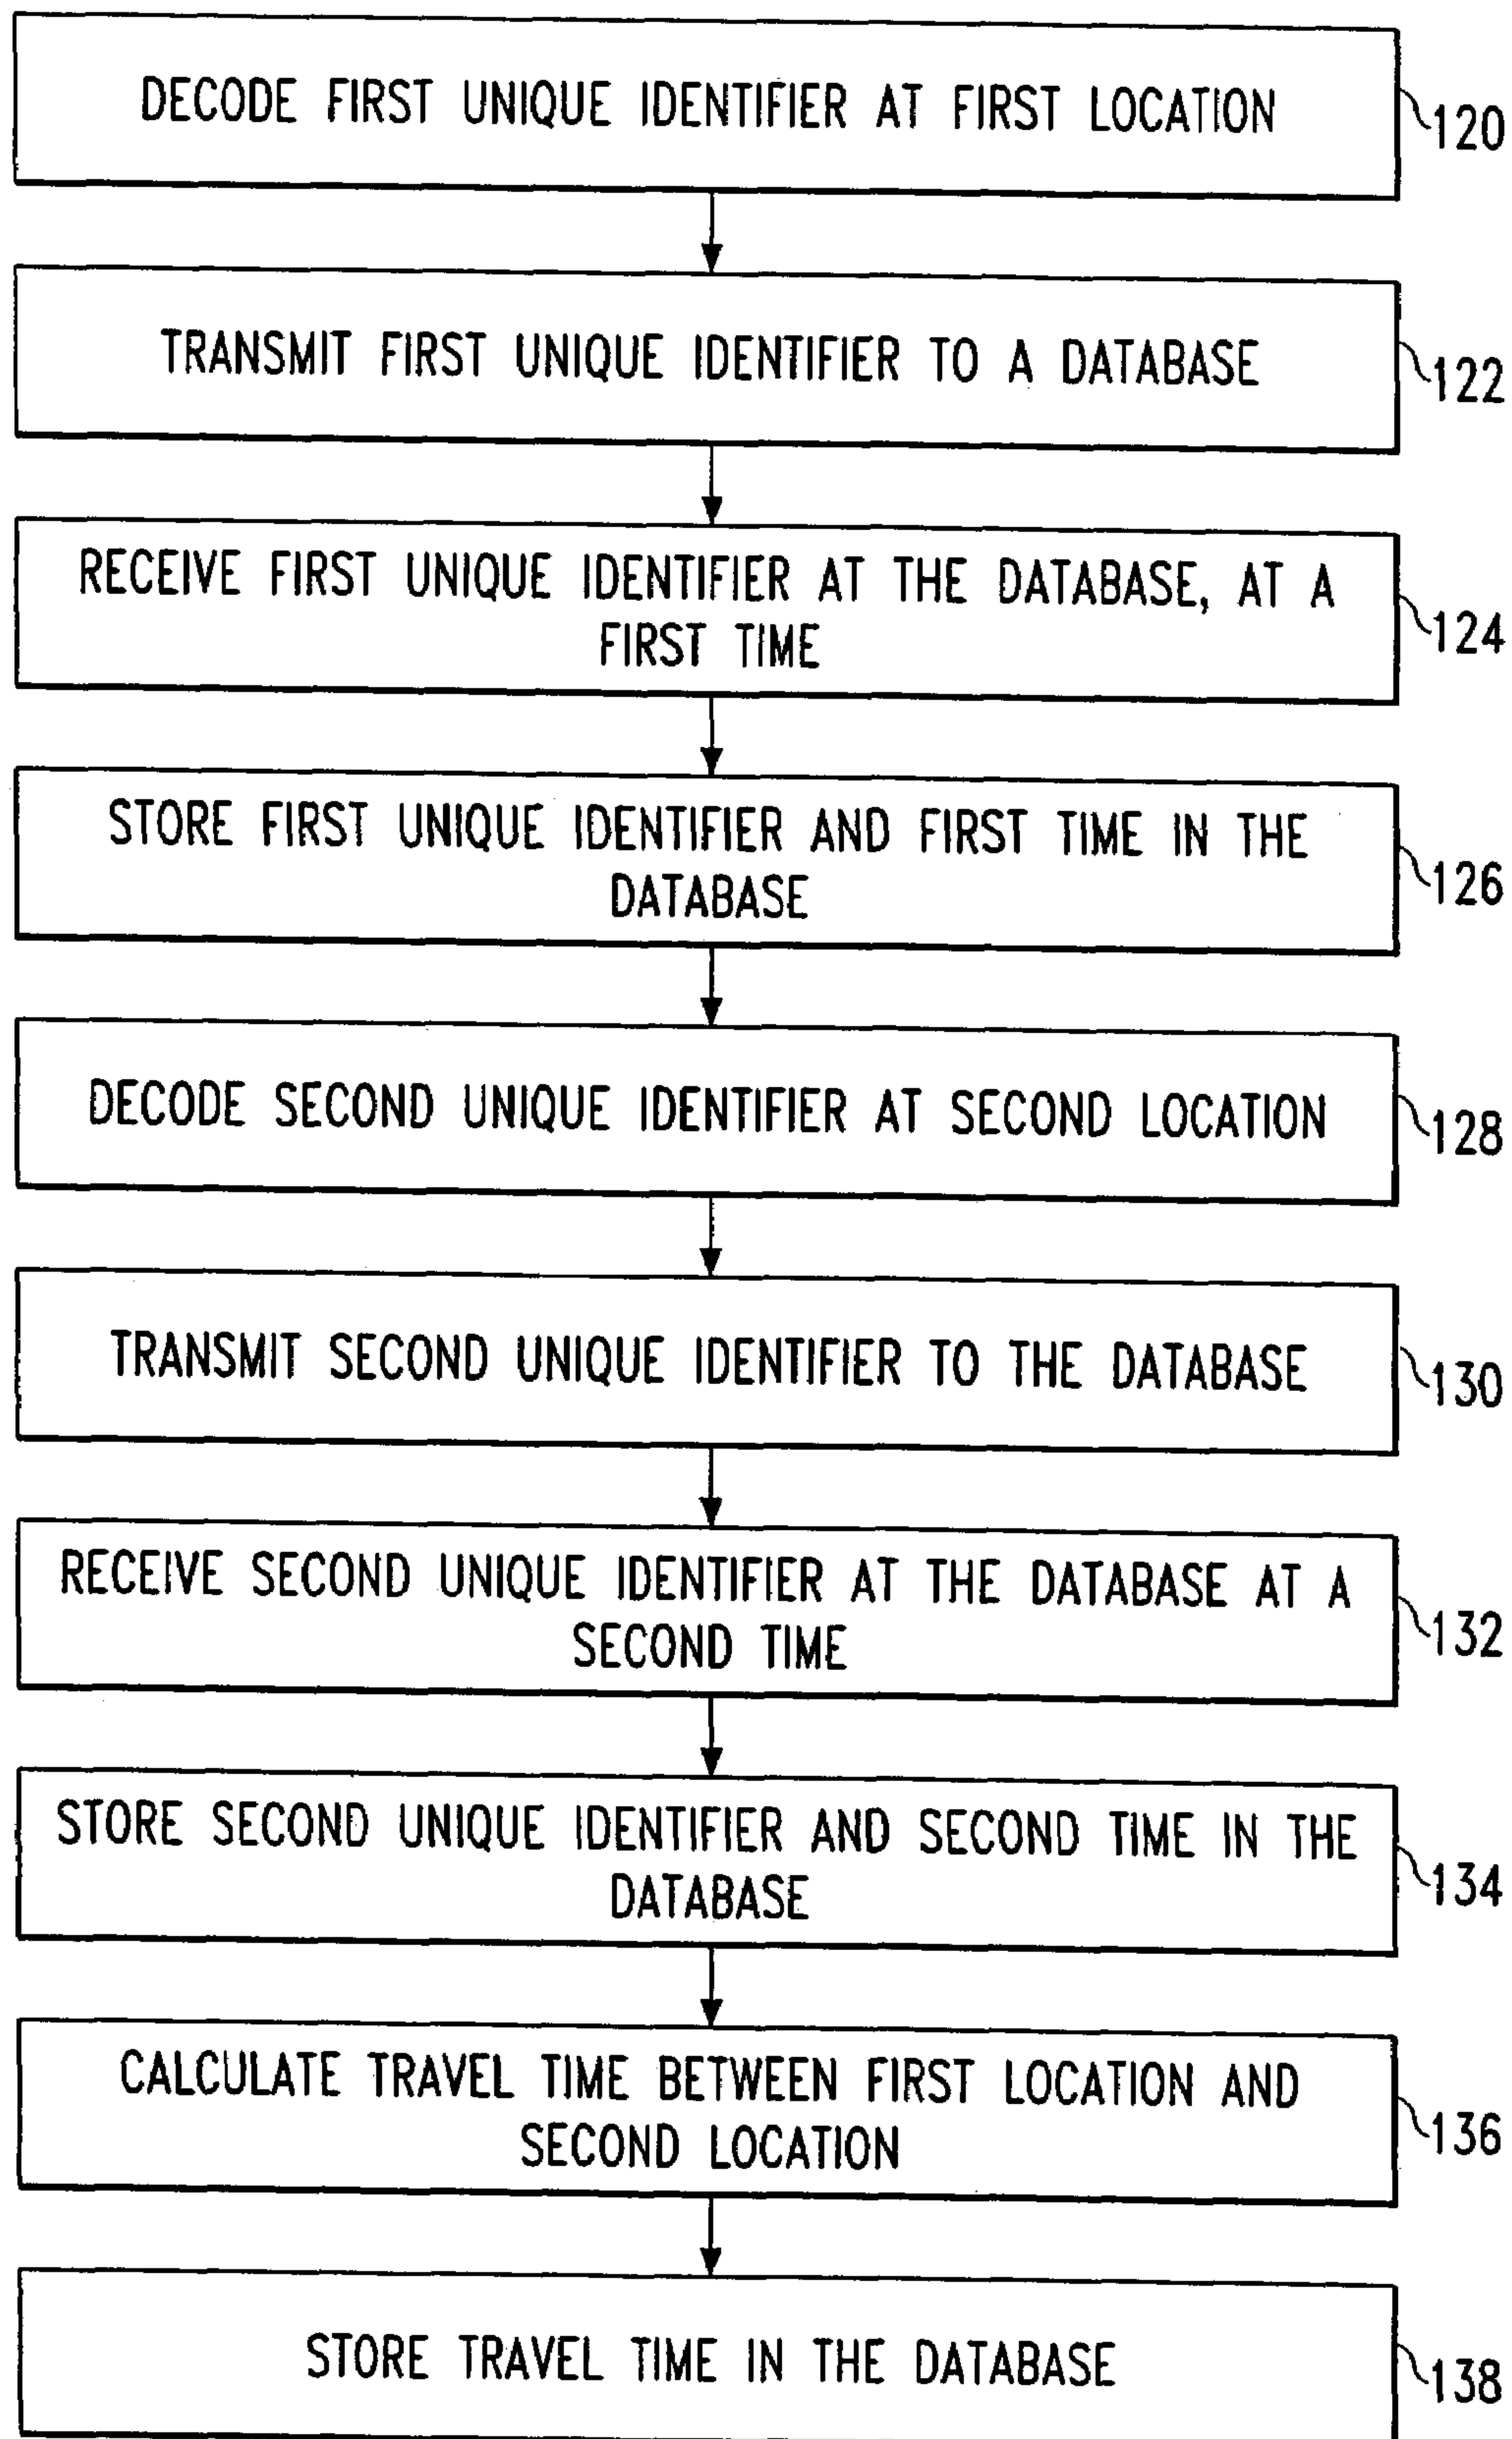 DECODE FIRST UNIQUE IDENTIFIER AT FIRST LOCATION
120
TRANSMIT FIRST UNIQUE IDENTIFIER TO A DATABASE
122
RECEIVE FIRST UNIQUE IDENTIFIER AT THE DATABASE, AT A
FIRST TIME
124
STORE FIRST UNIQUE IDENTIFIER AND FIRST TIME IN THE
DATABASE
126
DECODE SECOND UNIQUE IDENTIFIER AT SECOND LOCATION
128
TRANSMIT SECOND UNIQUE IDENTIFIER TO THE DATABASE
130
RECEIVE SECOND UNIQUE IDENTIFIER AT THE DATABASE AT A
SECOND TIME
132
STORE SECOND UNIQUE IDENTIFIER AND SECOND TIME IN THE
DATABASE
134
CALCULATE TRAVEL TIME BETWEEN FIRST LOCATION AND
SECOND LOCATION
136
STORE TRAVEL TIME IN THE DATABASE
138